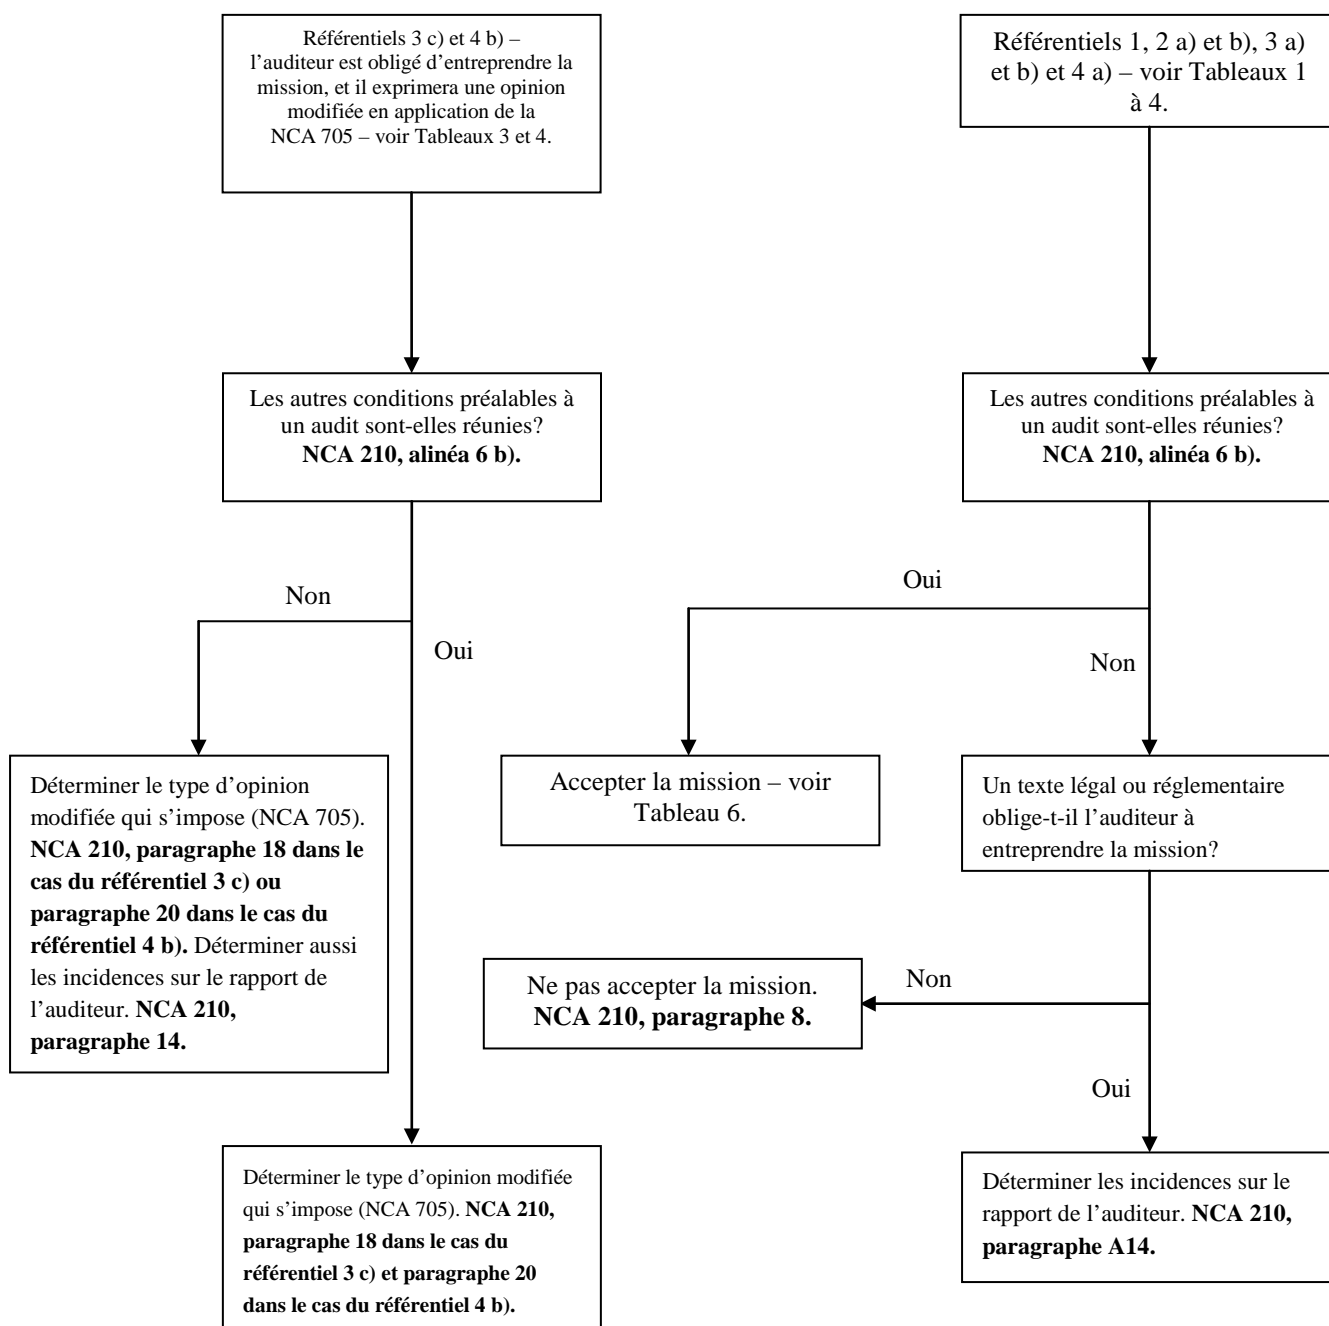 Référentiels 3 c) et 4 b) –
l’auditeur est obligé d’entreprendre la
mission, et il exprimera une opinion
modifiée en application de la
NCA 705 – voir Tableaux 3 et 4.
Référentiels 1, 2 a) et b), 3 a)
et b) et 4 a) – voir Tableaux 1
à 4.
Les autres conditions préalables à
un audit sont-elles réunies?
NCA 210, alinéa 6 b).
Les autres conditions préalables à
un audit sont-elles réunies?
NCA 210, alinéa 6 b).
Non
Oui
Oui
Non
Déterminer le type d’opinion
modifiée qui s’impose (NCA 705).
NCA 210, paragraphe 18 dans le
cas du référentiel 3 c) ou
paragraphe 20 dans le cas du
référentiel 4 b). Déterminer aussi
les incidences sur le rapport de
l’auditeur. NCA 210,
paragraphe 14.
Accepter la mission – voir
Tableau 6.
Un texte légal ou réglementaire
oblige-t-il l’auditeur à
entreprendre la mission?
Ne pas accepter la mission.
NCA 210, paragraphe 8.
Non
Oui
Déterminer le type d’opinion modifiée
qui s’impose (NCA 705). NCA 210,
paragraphe 18 dans le cas du
référentiel 3 c) et paragraphe 20
dans le cas du référentiel 4 b).
Déterminer les incidences sur le
rapport de l’auditeur. NCA 210,
paragraphe A14.